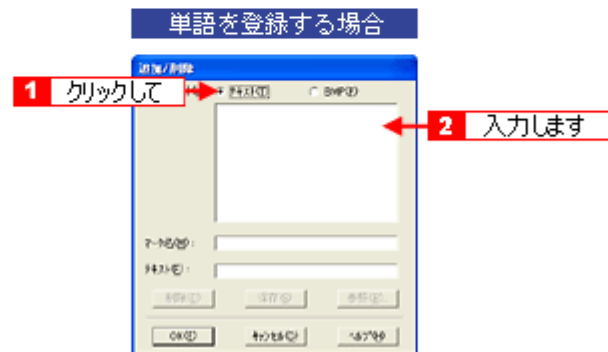 単語を登録する場合
追加/削除
1 クリックして
テキスト(T)
BMP(B)
2 入力します
マーク名(M):
テキスト(E):
削除(D) 保存(S) 参照(R)...
OK(O) キャンセル(C) ヘルプ(H)